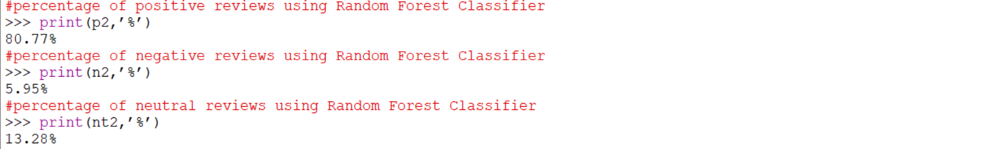 #percentage of positive reviews using Random Forest Classifier
>>> print(p2,’%’)
80.77%
#percentage of negative reviews using Random Forest Classifier
>>> print(n2,’%’)
5.95%
#percentage of neutral reviews using Random Forest Classifier
>>> print(nt2,’%’)
13.28%